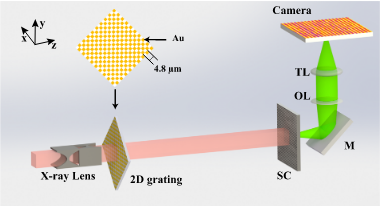 Camera
y
x
z
Au
4.8 μm
TL
OL
M
X-ray Lens
2D grating
SC